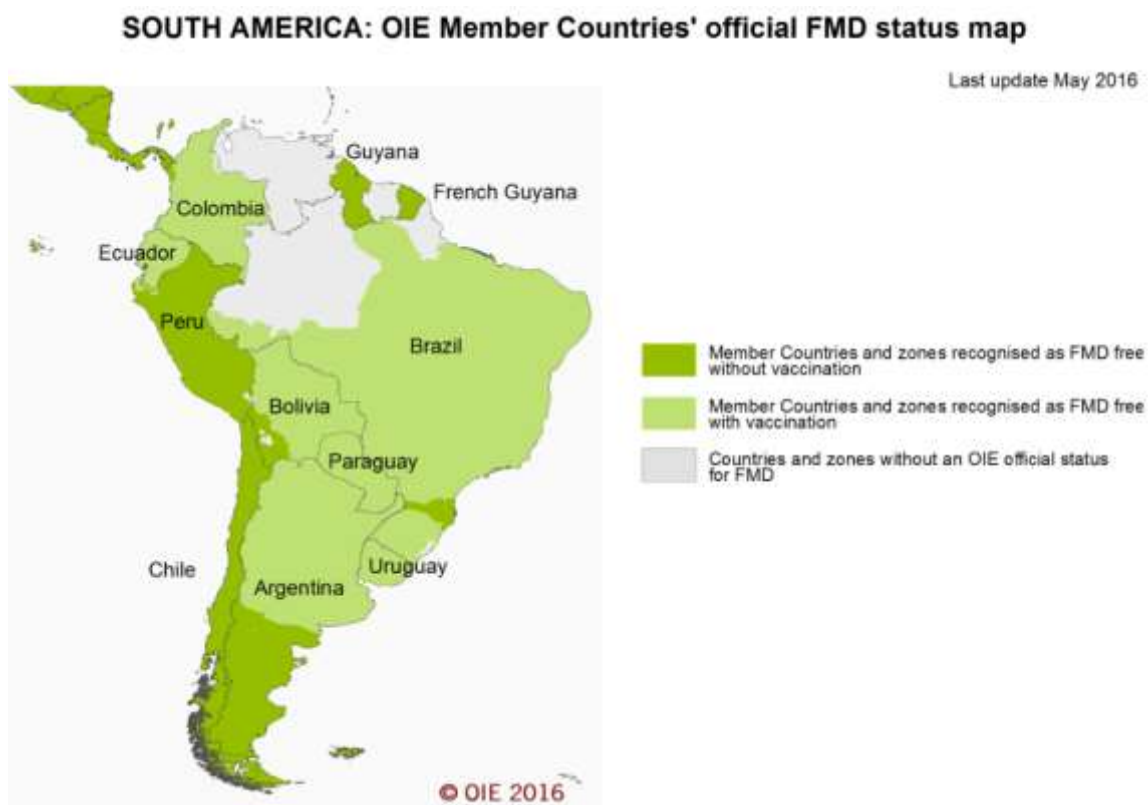 SOUTH AMERICA: OIE Member Countries' official FMD status map
Last update May 2016
Guyana
French Guyana
Colombia
Ecuador
Peru
Brazil
Bolivia
Paraguay
Chile
Uruguay
Argentina
Member Countries and zones recognised as FMD free
without vaccination
Member Countries and zones recognised as FMD free
with vaccination
Countries and zones without an OIE official status
for FMD
© OIE 2016